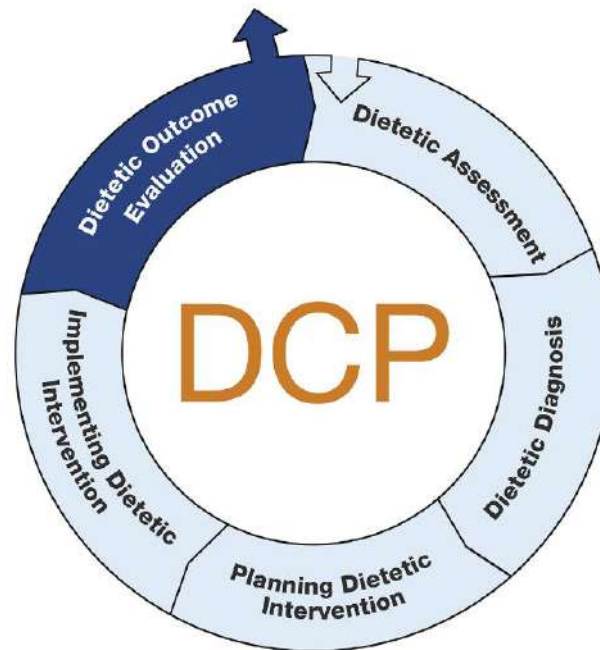 Dietetic Assessment
Dietetic Diagnosis
Planning Dietetic
Intervention
Implementing Dietetic
Intervention
Dietetic Outcome
Evaluation
DCP